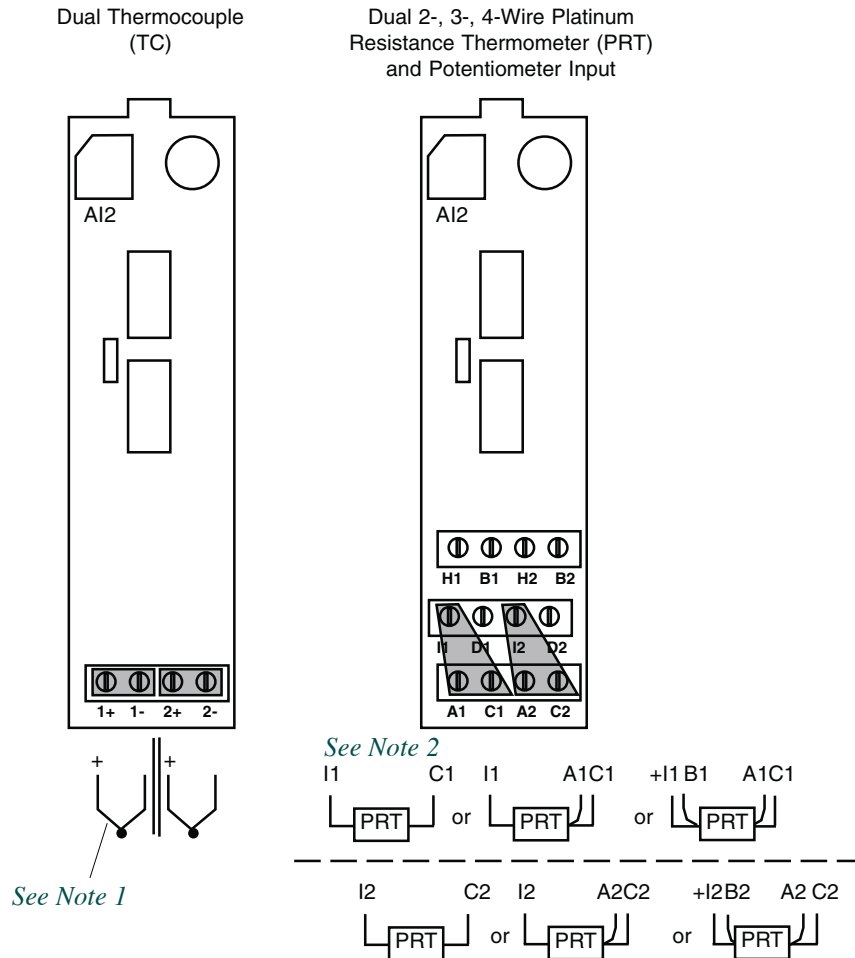 Dual Thermocouple
(TC)
Dual 2-, 3-, 4-Wire Platinum
Resistance Thermometer (PRT)
and Potentiometer Input
AI2
AI2
H1 B1 H2 B2
I1 D1 I2 D2
A1 C1 A2 C2
1+ 1- 2+ 2-
+ +
See Note 1
See Note 2
I1 C1 I1 A1C1 +I1 B1 A1C1
PRT or PRT or PRT
I2 C2 I2 A2C2 +I2B2 A2 C2
PRT or PRT or PRT